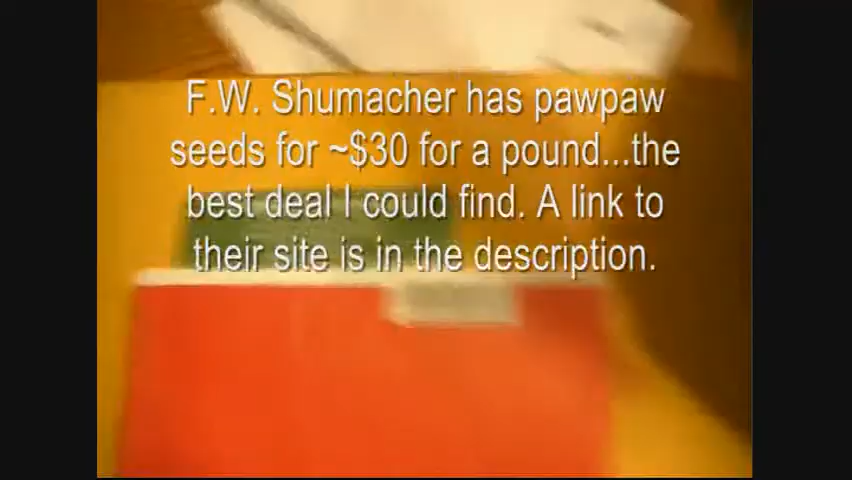 F.W. Shumacher has pawpaw
seeds for ~$30 for a pound...the
best deal I could find. A link to
their site is in the description.